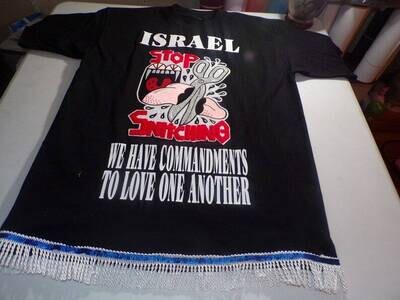 ISRAEL
STOP
SNITCHING
WE HAVE COMMANDMENTS
TO LOVE ONE ANOTHER